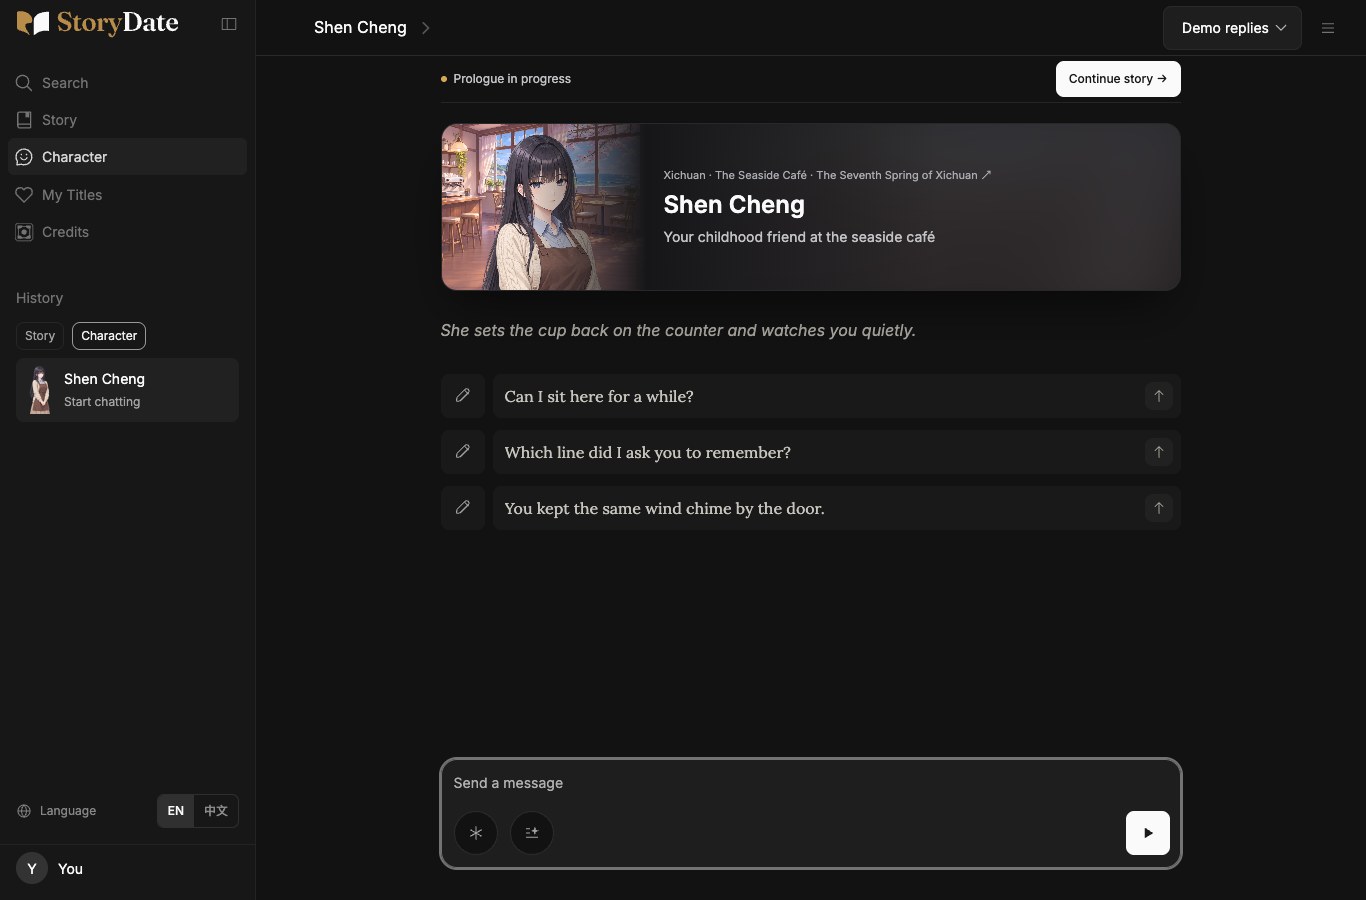 StoryDate
Search
Story
Character
My Titles
Credits
History
Story
Character
Shen Cheng
Start chatting
Language
EN
中文
Y
You
Shen Cheng
Demo replies
Prologue in progress
Continue story →
Xichuan · The Seaside Café · The Seventh Spring of Xichuan ↗
Shen Cheng
Your childhood friend at the seaside café
She sets the cup back on the counter and watches you quietly.
Can I sit here for a while?
Which line did I ask you to remember?
You kept the same wind chime by the door.
Send a message